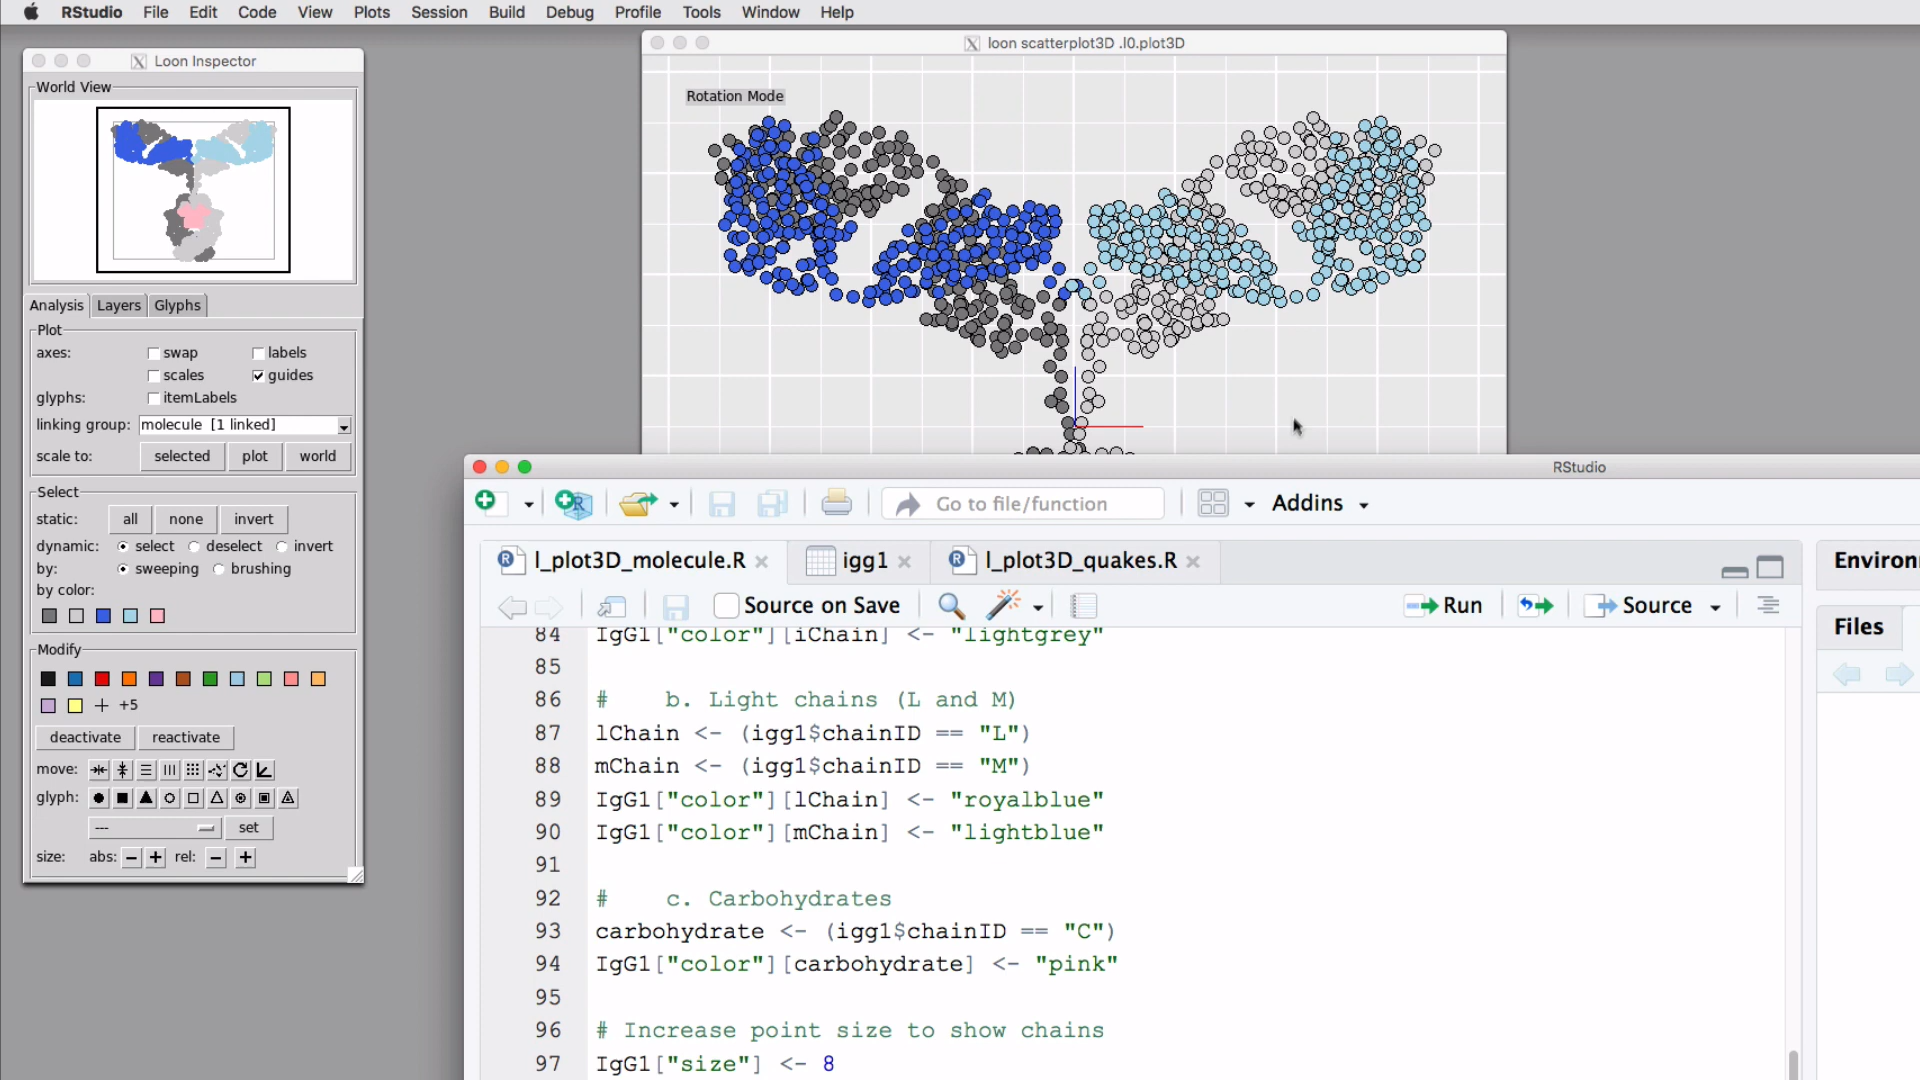 RStudio File Edit Code View Plots Session Build Debug Profile Tools Window Help
Loon Inspector
World View
Analysis Layers Glyphs
Plot
axes: swap labels
scales guides
glyphs: itemLabels
linking group: molecule [1 linked]
scale to: selected plot world
Select
static: all none invert
dynamic: select deselect invert
by: sweeping brushing
by color:
Modify
+5
deactivate reactivate
move:
glyph:
--- set
size: abs: − + rel: − +
loon scatterplot3D .l0.plot3D
Rotation Mode
RStudio
Go to file/function Addins
l_plot3D_molecule.R igg1 l_plot3D_quakes.R
Source on Save Run Source
84 IgG1["color"][iChain] <- "lightgrey"
85
86 # b. Light chains (L and M)
87 lChain <- (igg1$chainID == "L")
88 mChain <- (igg1$chainID == "M")
89 IgG1["color"][lChain] <- "royalblue"
90 IgG1["color"][mChain] <- "lightblue"
91
92 # c. Carbohydrates
93 carbohydrate <- (igg1$chainID == "C")
94 IgG1["color"][carbohydrate] <- "pink"
95
96 # Increase point size to show chains
97 IgG1["size"] <- 8
Environ
Files